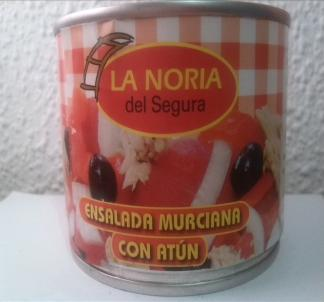 LA NORIA
del Segura
ENSALADA MURCIANA
CON ATÚN